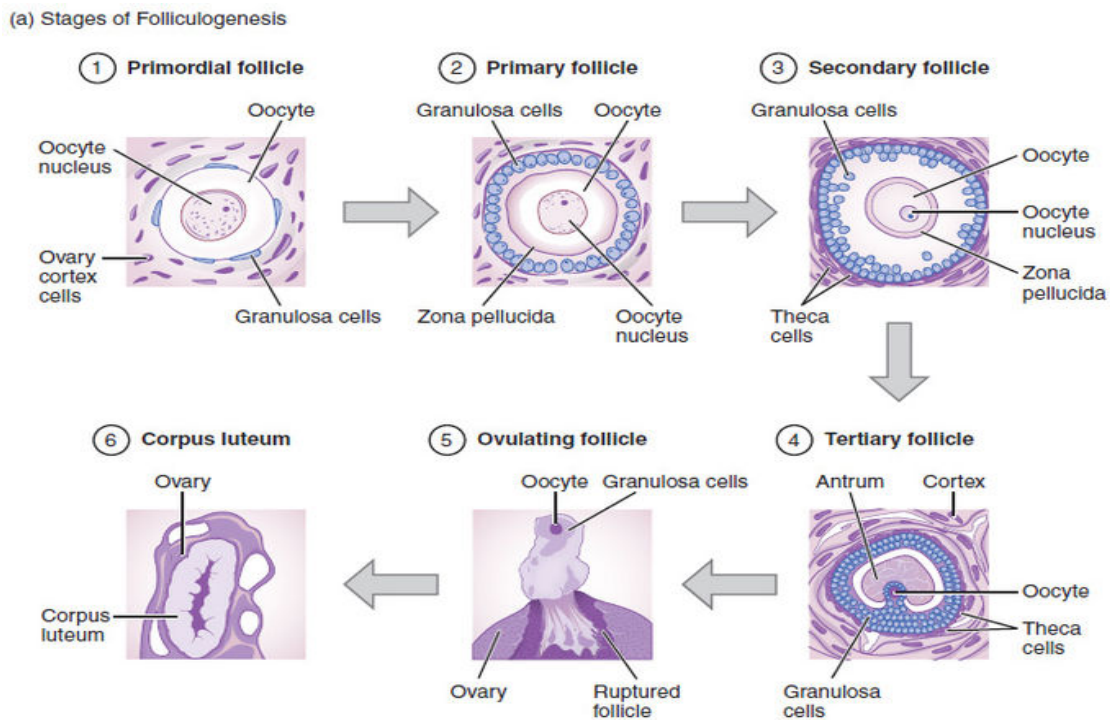 (a) Stages of Folliculogenesis
1 Primordial follicle
Oocyte
Oocyte
nucleus
Ovary
cortex
cells
Granulosa cells
2 Primary follicle
Granulosa cells
Oocyte
Zona pellucida
Oocyte
nucleus
3 Secondary follicle
Granulosa cells
Oocyte
Oocyte
nucleus
Zona
pellucida
Theca
cells
6 Corpus luteum
Ovary
Corpus
luteum
5 Ovulating follicle
Oocyte
Granulosa cells
Ovary
Ruptured
follicle
4 Tertiary follicle
Antrum
Cortex
Oocyte
Theca
cells
Granulosa
cells